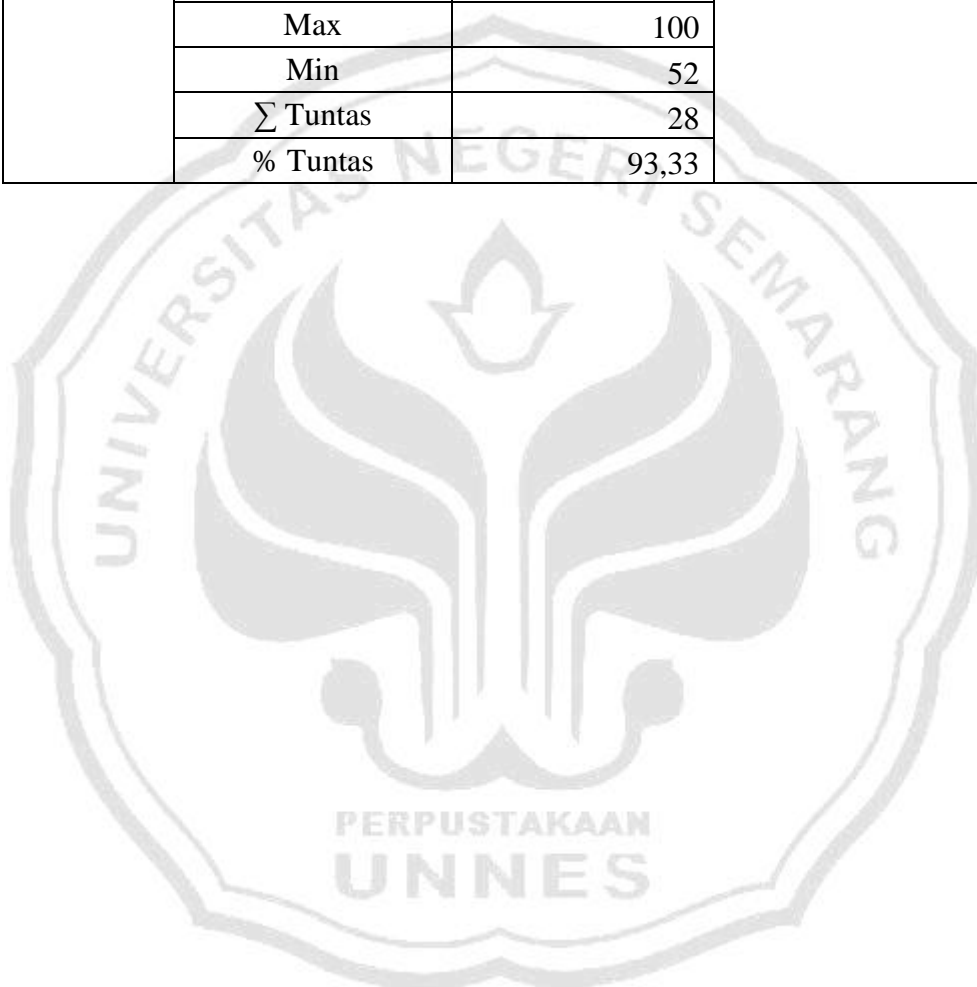 Max 100
Min 52
∑ Tuntas 28
% Tuntas 93,33
UNIVERSITAS NEGERI SEMARANG
PERPUSTAKAAN
UNNES